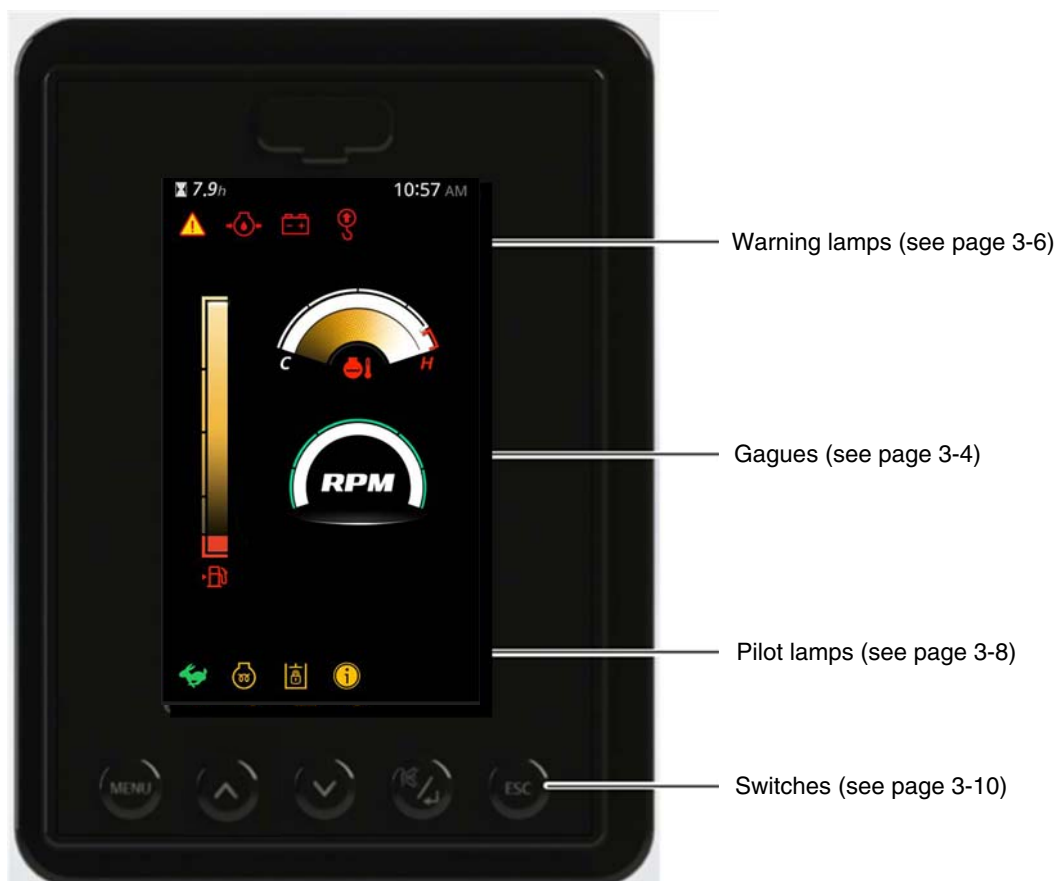 7.9h
10:57 AM
Warning lamps (see page 3-6)
C
H
RPM
Gagues (see page 3-4)
Pilot lamps (see page 3-8)
Switches (see page 3-10)
MENU
ESC